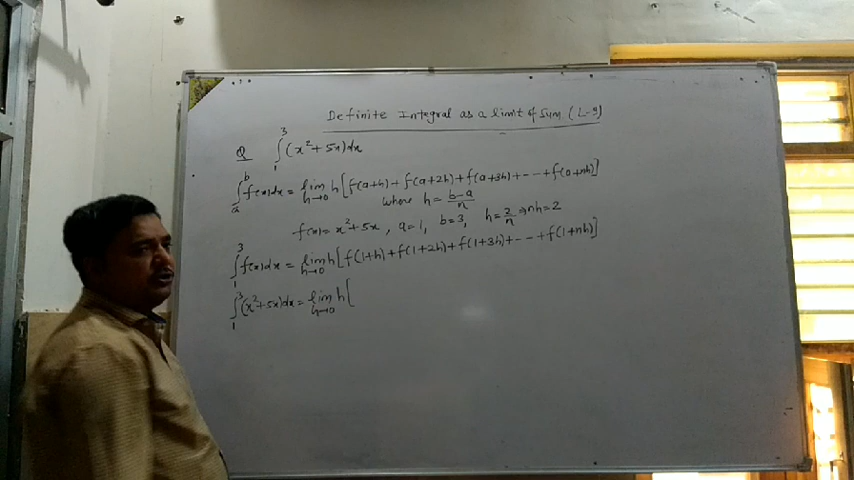 Definite Integral as a limit of Sum (L-9)
Q ∫₁³ (x²+5x)dx
∫ₐᵇ f(x)dx = lim h→0 h[f(a+h)+f(a+2h)+f(a+3h)+---+f(a+nh)]
where h = b-a/n
f(x) = x²+5x, a=1, b=3, h=2/n ⇒ nh=2
∫₁³ f(x)dx = lim h→0 h[f(1+h)+f(1+2h)+f(1+3h)+---+f(1+nh)]
∫₁³ (x²+5x)dx = lim h→0 h[